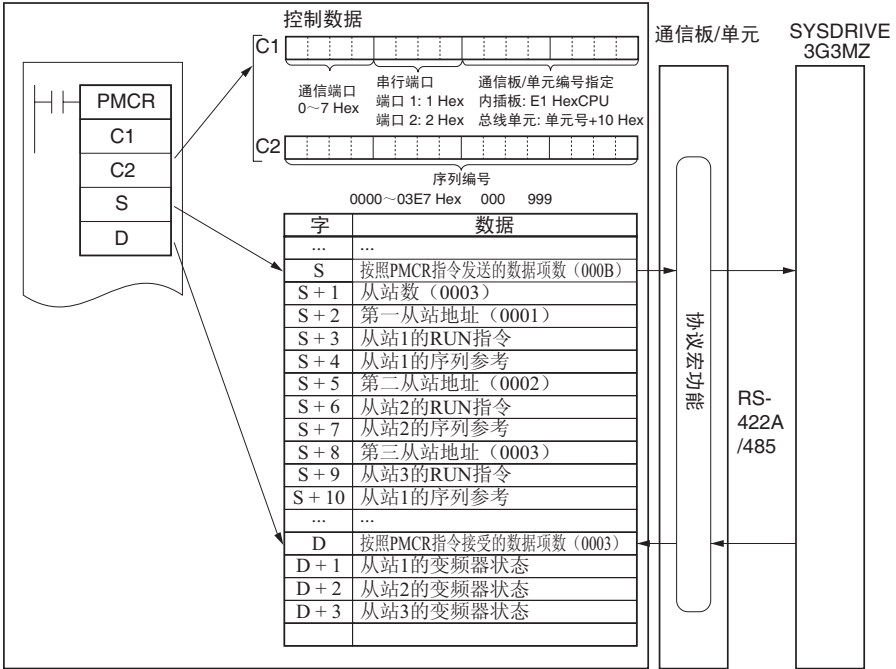 控制数据
C1
通信端口
0～7 Hex
串行端口
端口 1: 1 Hex
端口 2: 2 Hex
通信板/单元编号指定
内插板: E1 HexCPU
总线单元: 单元号+10 Hex
C2
序列编号
0000～03E7 Hex 000 999
PMCR
C1
C2
S
D
字 数据
... ...
S 按照PMCR指令发送的数据项数（000B）
S + 1 从站数（0003）
S + 2 第一从站地址（0001）
S + 3 从站1的RUN指令
S + 4 从站1的序列参考
S + 5 第二从站地址（0002）
S + 6 从站2的RUN指令
S + 7 从站2的序列参考
S + 8 第三从站地址（0003）
S + 9 从站3的RUN指令
S + 10 从站1的序列参考
... ...
D 按照PMCR指令接受的数据项数（0003）
D + 1 从站1的变频器状态
D + 2 从站2的变频器状态
D + 3 从站3的变频器状态
通信板/单元
协议宏功能
RS-
422A
/485
SYSDRIVE
3G3MZ